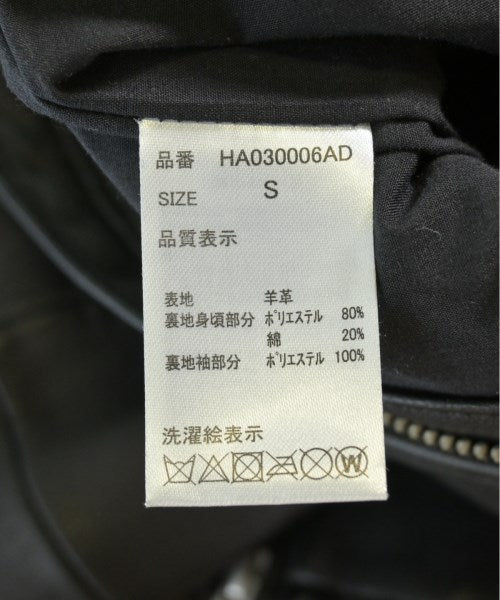 品番 HA030006AD
SIZE S
品質表示
表地 羊革
裏地身頃部分 ﾎﾟﾘｴｽﾃﾙ 80%
綿 20%
裏地袖部分 ﾎﾟﾘｴｽﾃﾙ 100%
洗濯絵表示
W